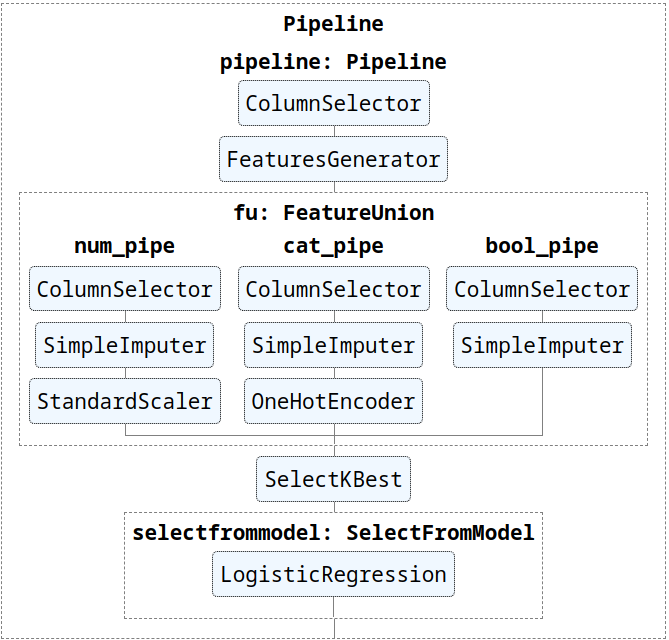 Pipeline
pipeline: Pipeline
ColumnSelector
FeaturesGenerator
fu: FeatureUnion
num_pipe cat_pipe bool_pipe
ColumnSelector ColumnSelector ColumnSelector
SimpleImputer SimpleImputer SimpleImputer
StandardScaler OneHotEncoder
SelectKBest
selectfrommodel: SelectFromModel
LogisticRegression